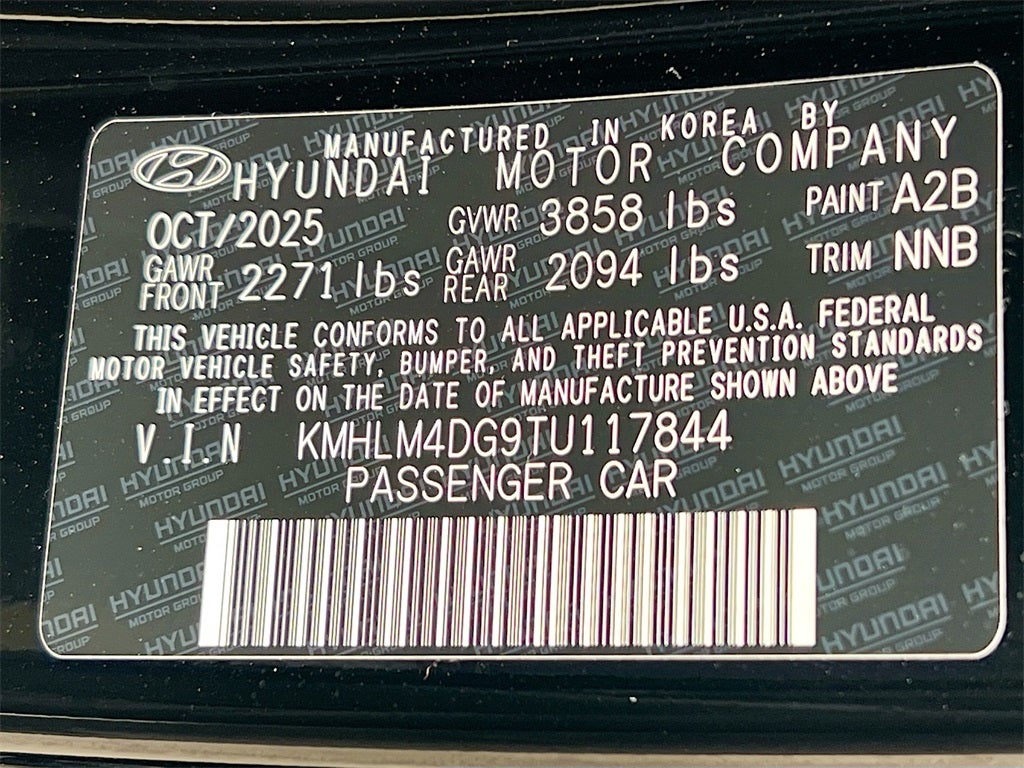 MANUFACTURED IN KOREA BY
HYUNDAI MOTOR COMPANY
OCT/2025 GVWR 3858 lbs PAINT A2B
GAWR FRONT 2271 lbs GAWR REAR 2094 lbs TRIM NNB
THIS VEHICLE CONFORMS TO ALL APPLICABLE U.S.A. FEDERAL
MOTOR VEHICLE SAFETY, BUMPER, AND THEFT PREVENTION STANDARDS
IN EFFECT ON THE DATE OF MANUFACTURE SHOWN ABOVE
V.I.N KMHLM4DG9TU117844
PASSENGER CAR